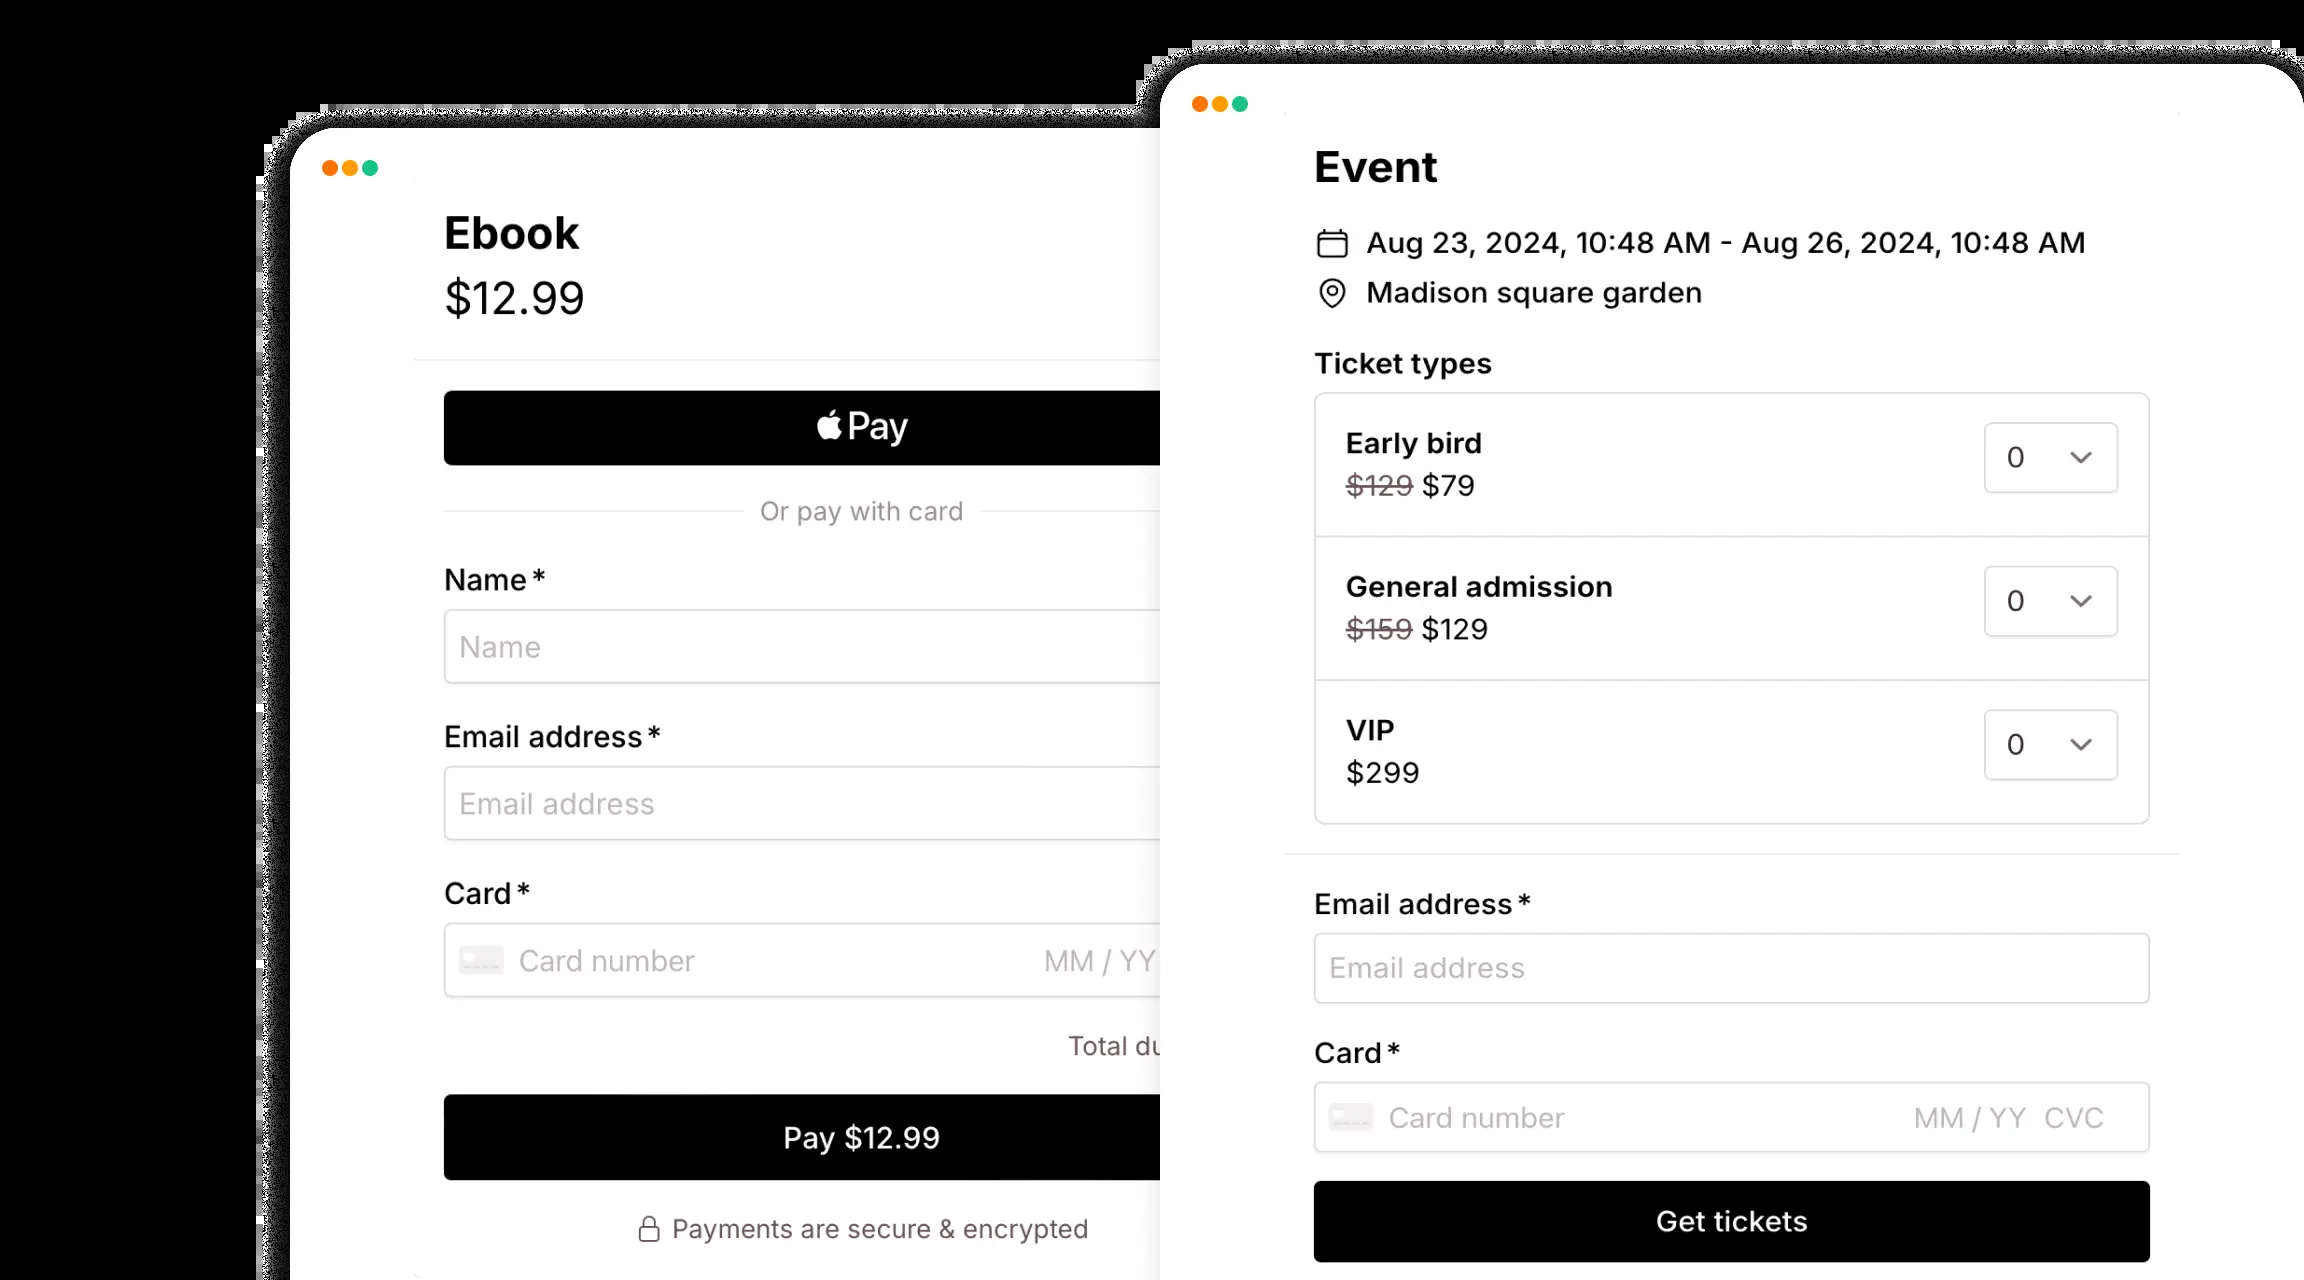 Ebook
$12.99
Pay
Or pay with card
Name*
Name
Email address*
Email address
Card*
Card number MM / YY
Total
Pay $12.99
Payments are secure & encrypted
Event
Aug 23, 2024, 10:48 AM - Aug 26, 2024, 10:48 AM
Madison square garden
Ticket types
Early bird
0
$129 $79
General admission
0
$159 $129
VIP
0
$299
Email address*
Email address
Card*
Card number MM / YY CVC
Get tickets